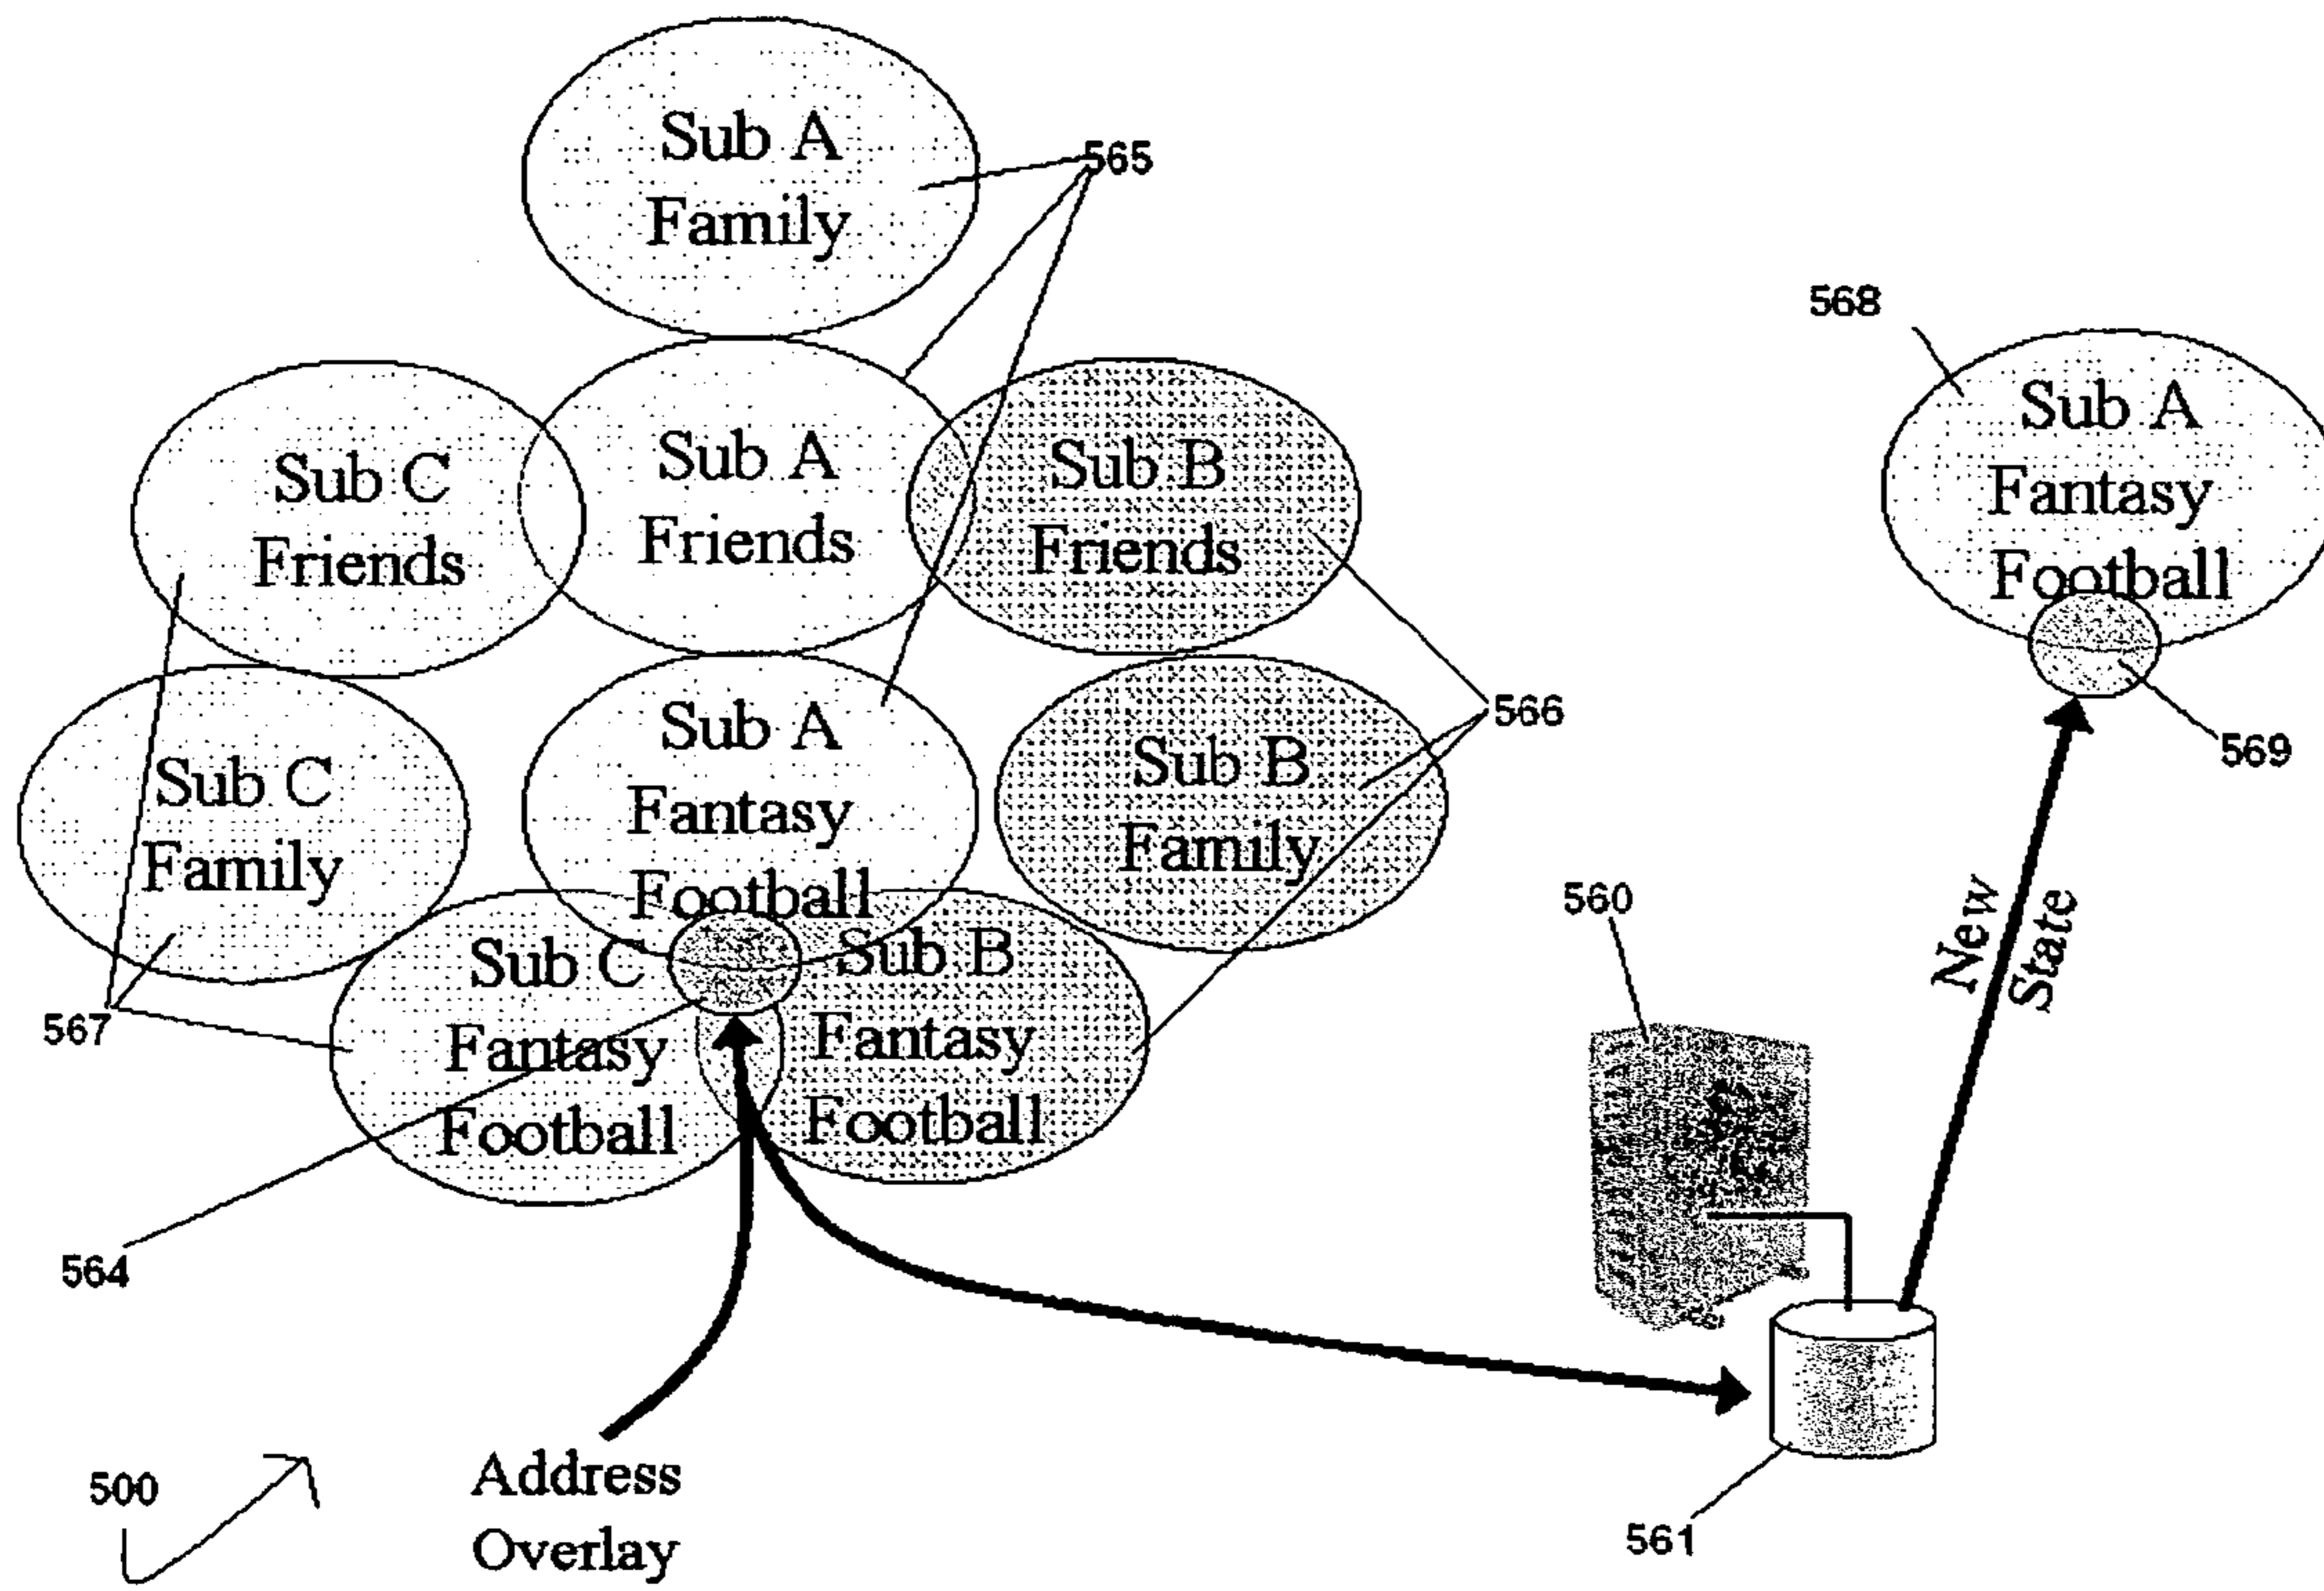 Sub A
Family
565
568
Sub A
Fantasy
Football
569
Sub C
Friends
Sub A
Friends
Sub B
Friends
566
Sub C
Family
Sub A
Fantasy
Football
Sub B
Family
560
New
State
567
Sub C
Fantasy
Football
Sub B
Fantasy
Football
564
561
500
Address
Overlay